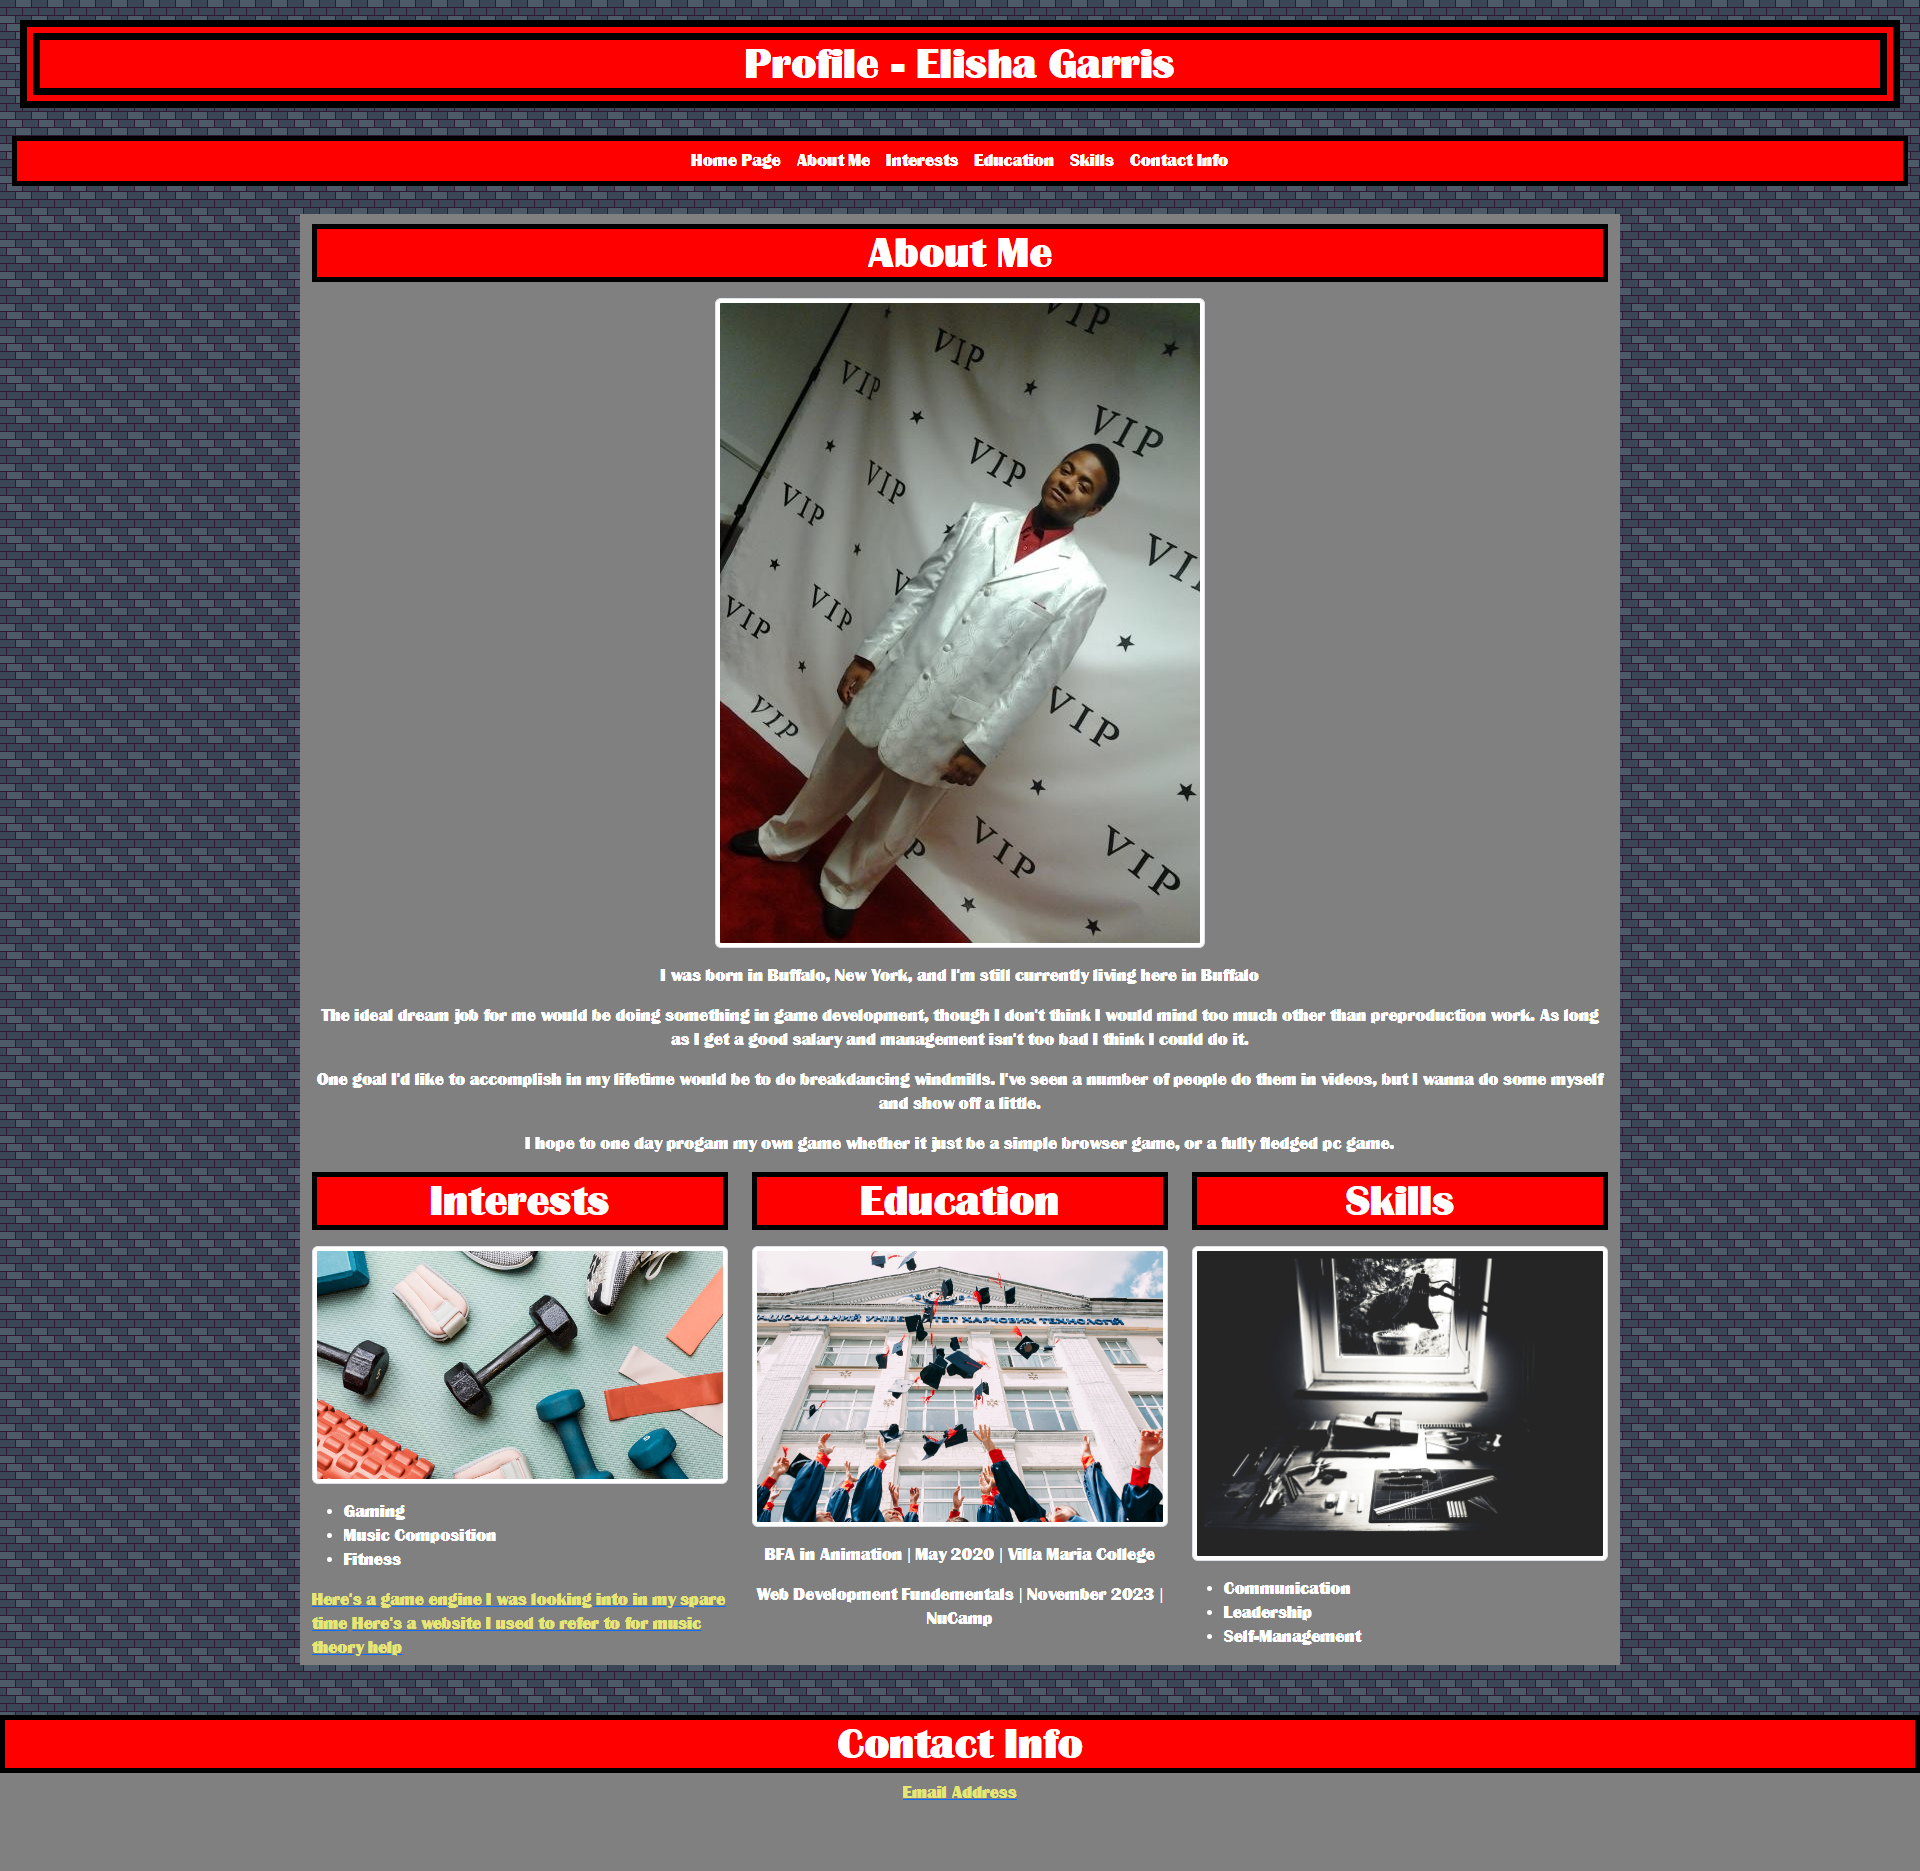 Profile - Elisha Garris
Home Page About Me Interests Education Skills Contact Info
About Me
VIP
VIP
VIP
VIP
VIP
VIP
VIP
VIP
VIP
VIP
VIP
VIP
VIP
I was born in Buffalo, New York, and I'm still currently living here in Buffalo
The ideal dream job for me would be doing something in game development, though I don't think I would mind too much other than preproduction work. As long
as I get a good salary and management isn't too bad I think I could do it.
One goal I'd like to accomplish in my lifetime would be to do breakdancing windmills. I've seen a number of people do them in videos, but I wanna do some myself
and show off a little.
I hope to one day progam my own game whether it just be a simple browser game, or a fully fledged pc game.
Interests
Gaming
Music Composition
Fitness
Here's a game engine I was looking into in my spare
time Here's a website I used to refer to for music
theory help
Education
ХАРЧОВИХ ТЕХНОЛОГІЙ
BFA in Animation | May 2020 | Villa Maria College
Web Development Fundementals | November 2023 |
NuCamp
Skills
Communication
Leadership
Self-Management
Contact Info
Email Address